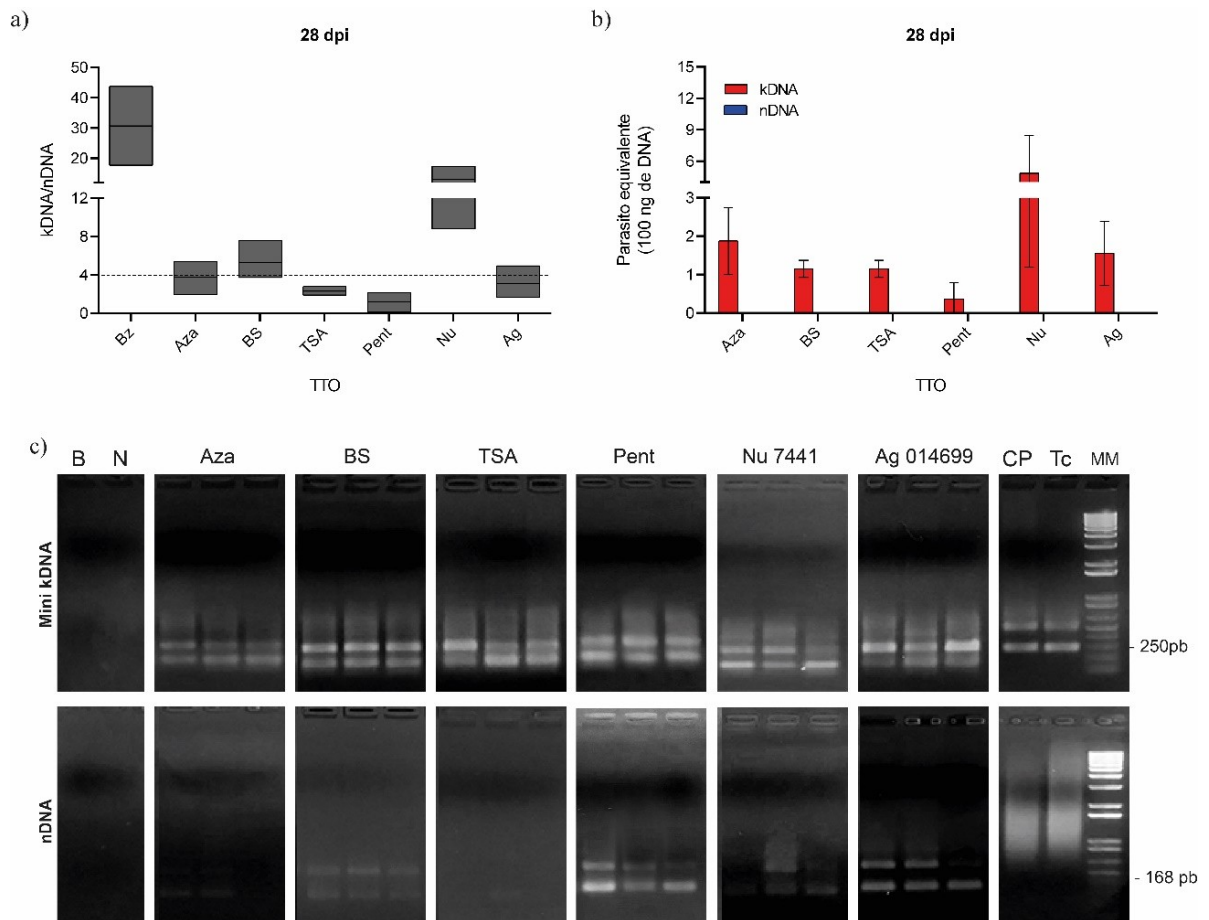 a)
28 dpi
kDNA/nDNA
50
40
30
20
12
8
4
0
Bz
Aza
BS
TSA
Pent
Nu
Ag
TTO
b)
28 dpi
Parasito equivalente
(100 ng de DNA)
15
12
9
6
3
2
1
0
kDNA
nDNA
Aza
BS
TSA
Pent
Nu
Ag
TTO
c)
B N Aza BS TSA Pent Nu 7441 Ag 014699 CP Tc MM
Mini kDNA
- 250pb
nDNA
- 168 pb